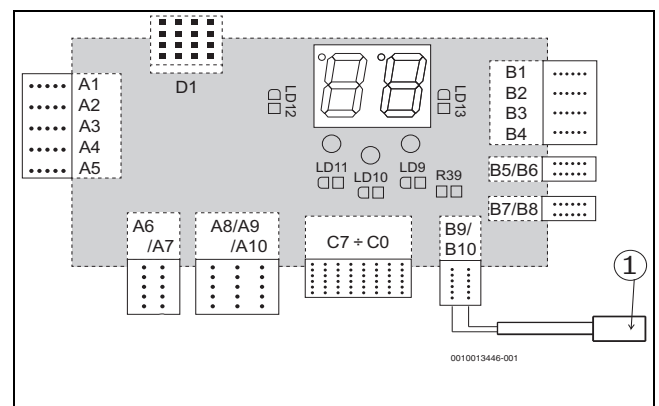 D1
A1
A2
A3
A4
A5
LD12
LD13
LD11
LD10
LD9
R39
B1
B2
B3
B4
B5/B6
B7/B8
A6
/A7
A8/A9
/A10
C7 ÷ C0
B9/
B10
1
0010013446-001